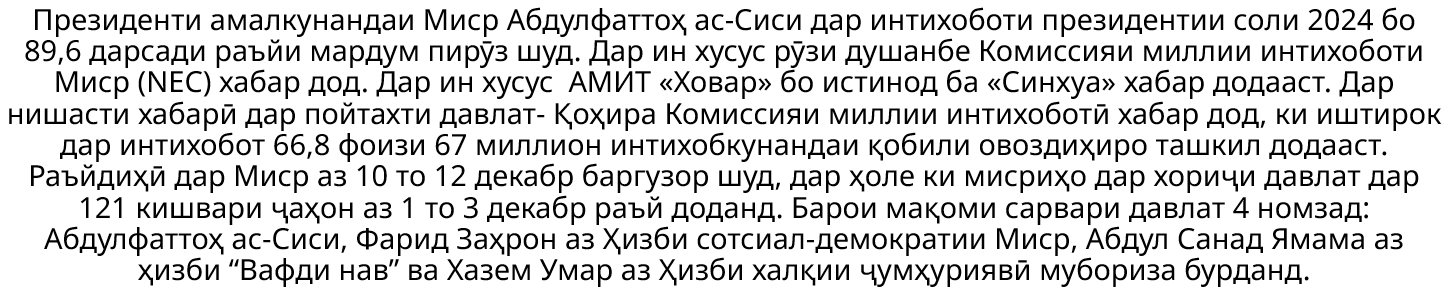 Президенти амалкунандаи Миср Абдулфаттоҳ ас-Сиси дар интихоботи президентии соли 2024 бо
89,6 дарсади раъйи мардум пирӯз шуд. Дар ин хусус рӯзи душанбе Комиссияи миллии интихоботи
Миср (NEC) хабар дод. Дар ин хусус  АМИТ «Ховар» бо истинод ба «Синхуа» хабар додааст. Дар
нишасти хабарӣ дар пойтахти давлат- Қоҳира Комиссияи миллии интихоботӣ хабар дод, ки иштирок
дар интихобот 66,8 фоизи 67 миллион интихобкунандаи қобили овоздиҳиро ташкил додааст.
Раъйдиҳӣ дар Миср аз 10 то 12 декабр баргузор шуд, дар ҳоле ки мисриҳо дар хориҷи давлат дар
121 кишвари ҷаҳон аз 1 то 3 декабр раъй доданд. Барои мақоми сарвари давлат 4 номзад:
Абдулфаттоҳ ас-Сиси, Фарид Заҳрон аз Ҳизби сотсиал-демократии Миср, Абдул Санад Ямама аз
ҳизби “Вафди нав” ва Хазем Умар аз Ҳизби халқии ҷумҳуриявӣ мубориза бурданд.